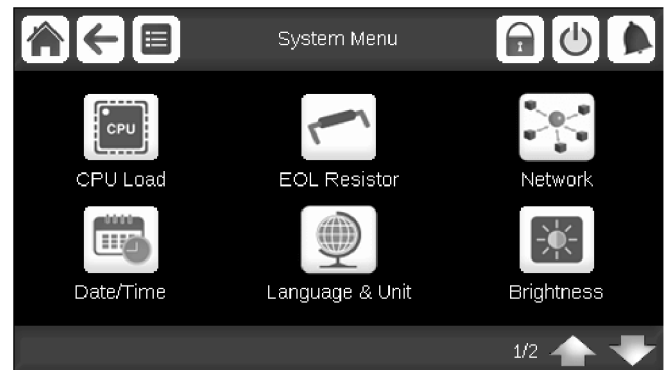 System Menu
CPU
CPU Load
EOL Resistor
Network
Date/Time
Language & Unit
Brightness
1/2